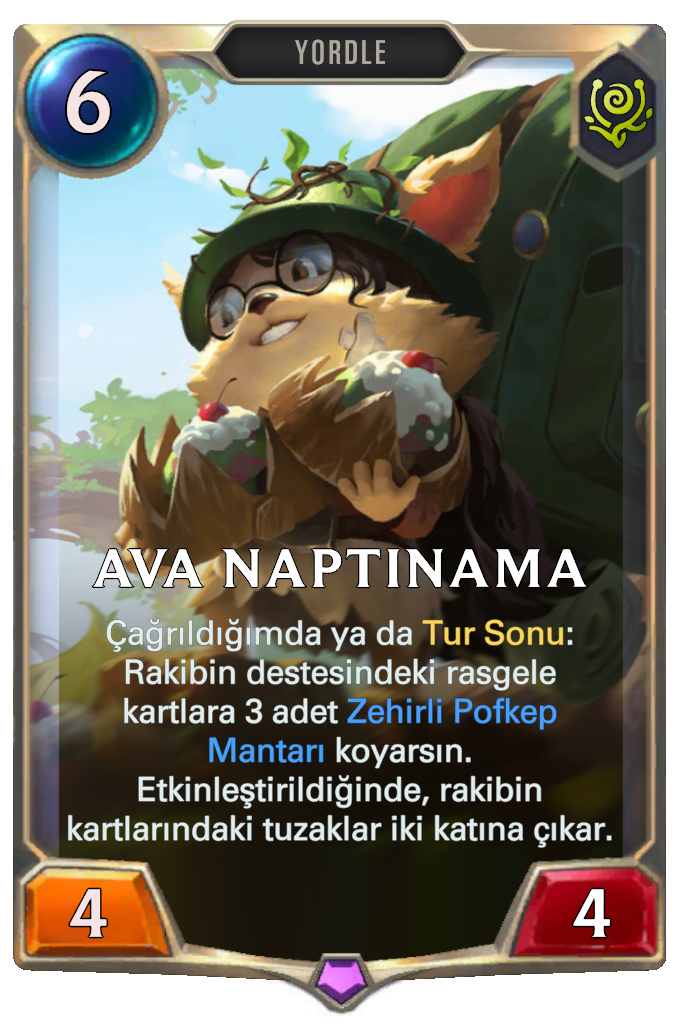 YORDLE
6
AVA NAPTINAMA
Çağrıldığımda ya da Tur Sonu:
Rakibin destesindeki rasgele
kartlara 3 adet Zehirli Pofkep
Mantarı koyarsın.
Etkinleştirildiğinde, rakibin
kartlarındaki tuzaklar iki katına çıkar.
4
4